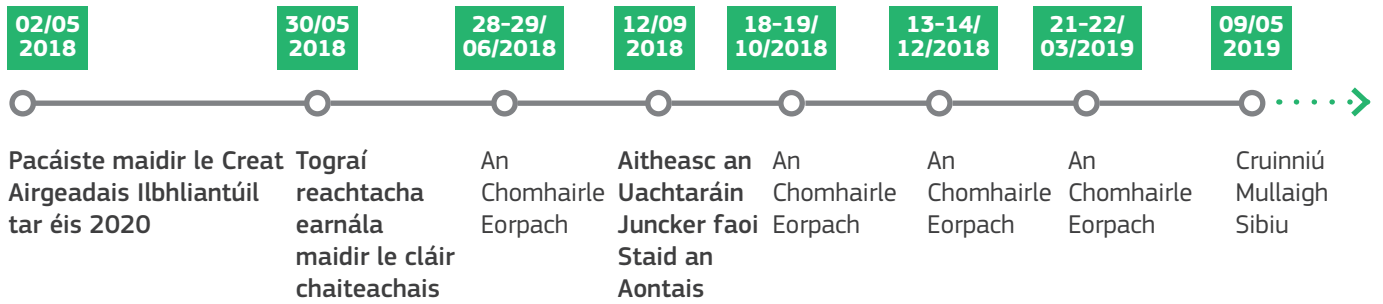 02/05
2018
30/05
2018
28-29/
06/2018
12/09
2018
18-19/
10/2018
13-14/
12/2018
21-22/
03/2019
09/05
2019
Pacáiste maidir le Creat
Airgeadais Ilbhliantúil
tar éis 2020
Tograí
reachtacha
earnála
maidir le cláir
chaiteachais
An
Chomhairle
Eorpach
Aitheasc an
Uachtaráin
Juncker faoi
Staid an
Aontais
An
Chomhairle
Eorpach
An
Chomhairle
Eorpach
An
Chomhairle
Eorpach
Cruinniú
Mullaigh
Sibiu